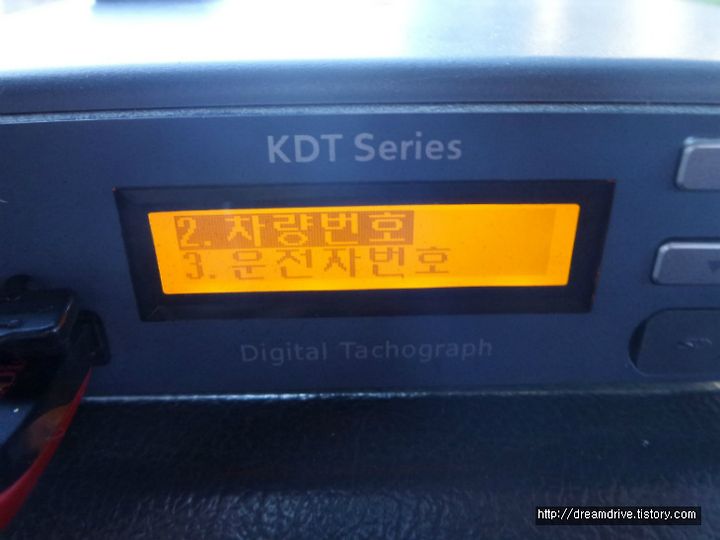 KDT Series
2. 차량번호
3. 운전자번호
Digital Tachograph
http://dreamdrive.tistory.com